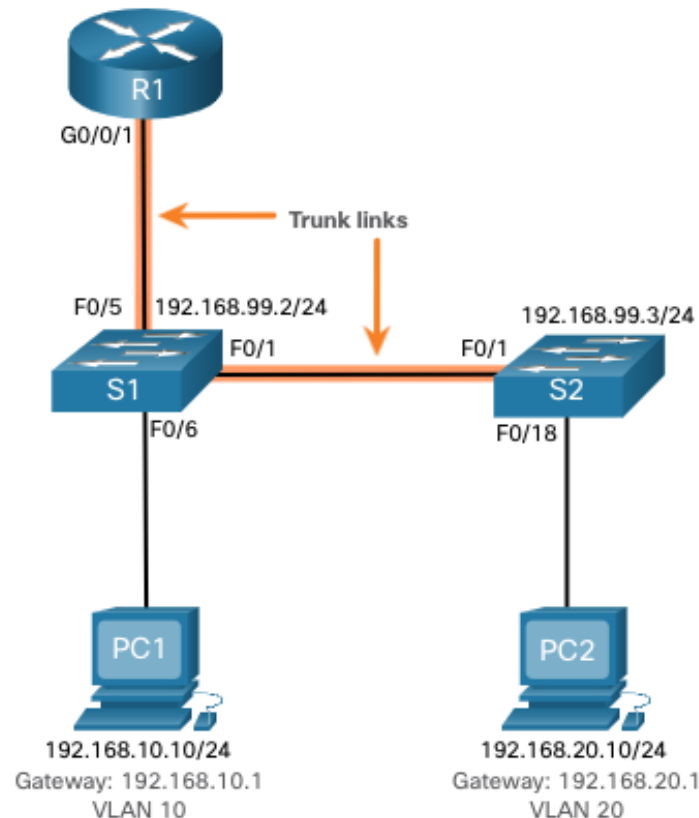 R1
G0/0/1
Trunk links
F0/5
192.168.99.2/24
192.168.99.3/24
F0/1
F0/1
S1
S2
F0/6
F0/18
PC1
PC2
192.168.10.10/24
Gateway: 192.168.10.1
VLAN 10
192.168.20.10/24
Gateway: 192.168.20.1
VLAN 20